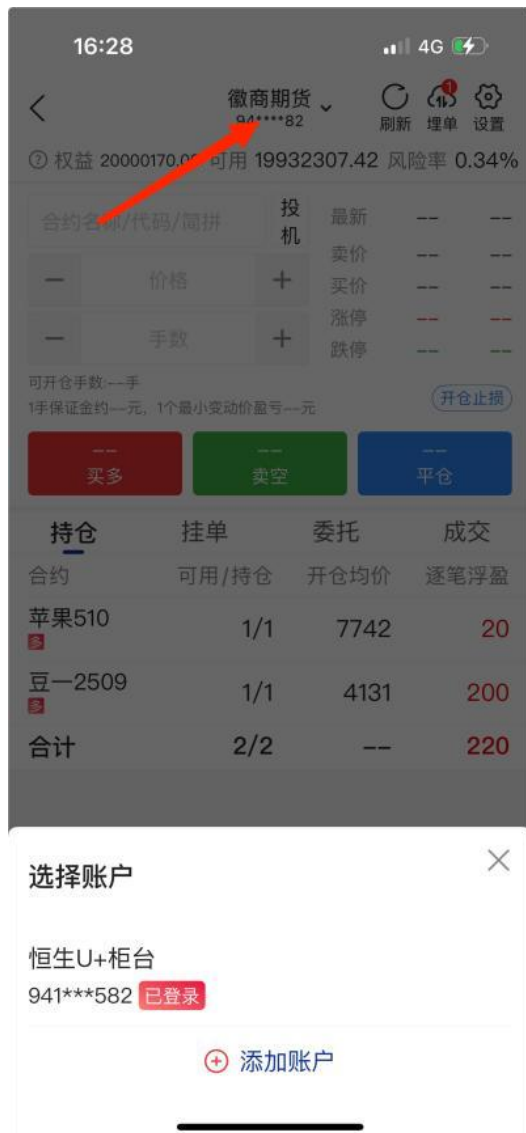 16:28 4G
徽商期货
94****82
刷新 埋单 1 设置
权益 20000170.0 可用 19932307.42 风险率 0.34%
合约名称/代码/简拼 投机 最新 -- --
卖价 -- --
— 价格 + 买价 -- --
涨停 -- --
— 手数 + 跌停 -- --
可开仓手数:--手
1手保证金约--元，1个最小变动价盈亏--元
开仓止损
-- -- --
买多 卖空 平仓
持仓 挂单 委托 成交
合约 可用/持仓 开仓均价 逐笔浮盈
苹果510 1/1 7742 20
多
豆一2509 1/1 4131 200
多
合计 2/2 -- 220
选择账户
恒生U+柜台
941***582 已登录
添加账户